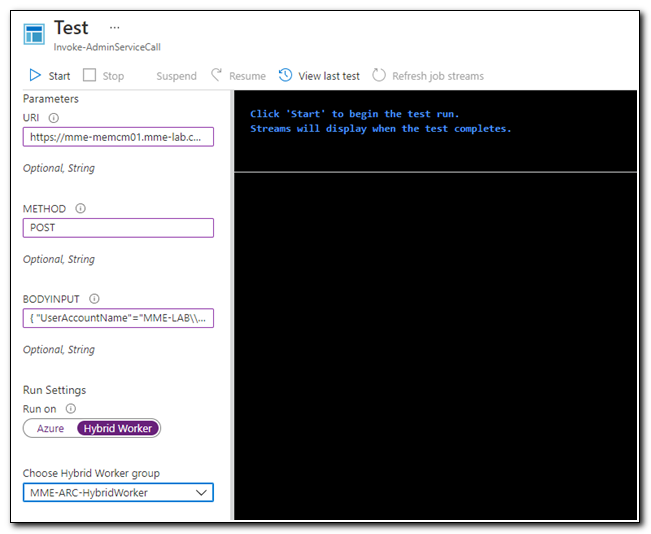 Test ...
Invoke-AdminServiceCall
Start Stop Suspend Resume View last test Refresh job streams
Parameters
URI
https://mme-memcm01.mme-lab.c...
Optional, String
METHOD
POST
Optional, String
BODYINPUT
{ "UserAccountName"="MME-LAB\\...
Optional, String
Run Settings
Run on
Azure Hybrid Worker
Choose Hybrid Worker group
MME-ARC-HybridWorker
Click 'Start' to begin the test run.
Streams will display when the test completes.